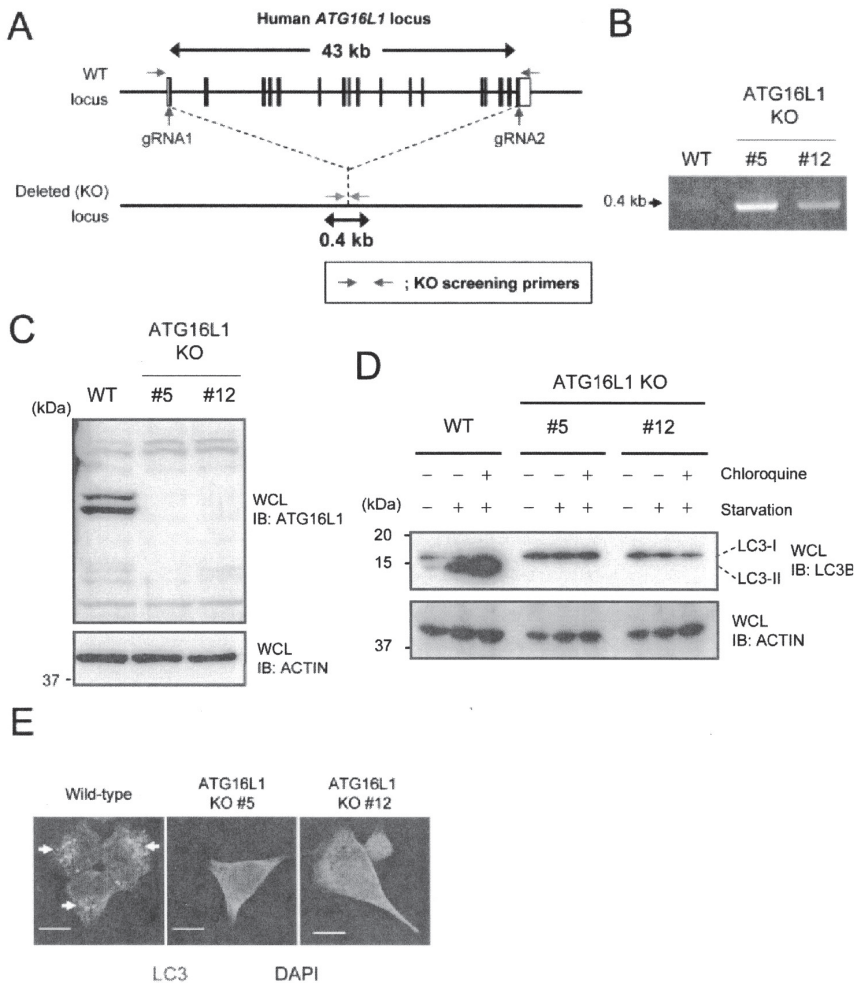 A
Human ATG16L1 locus
43 kb
WT
locus
gRNA1
gRNA2
Deleted (KO)
locus
0.4 kb
; KO screening primers
B
ATG16L1
KO
WT #5 #12
0.4 kb
C
ATG16L1
KO
WT #5 #12
(kDa)
WCL
IB: ATG16L1
WCL
IB: ACTIN
37
D
ATG16L1 KO
WT #5 #12
− − + − − + − − + Chloroquine
− + + − + + − + + Starvation
(kDa)
20
15
LC3-I
LC3-II
WCL
IB: LC3B
37
WCL
IB: ACTIN
E
Wild-type
ATG16L1
KO #5
ATG16L1
KO #12
LC3 DAPI